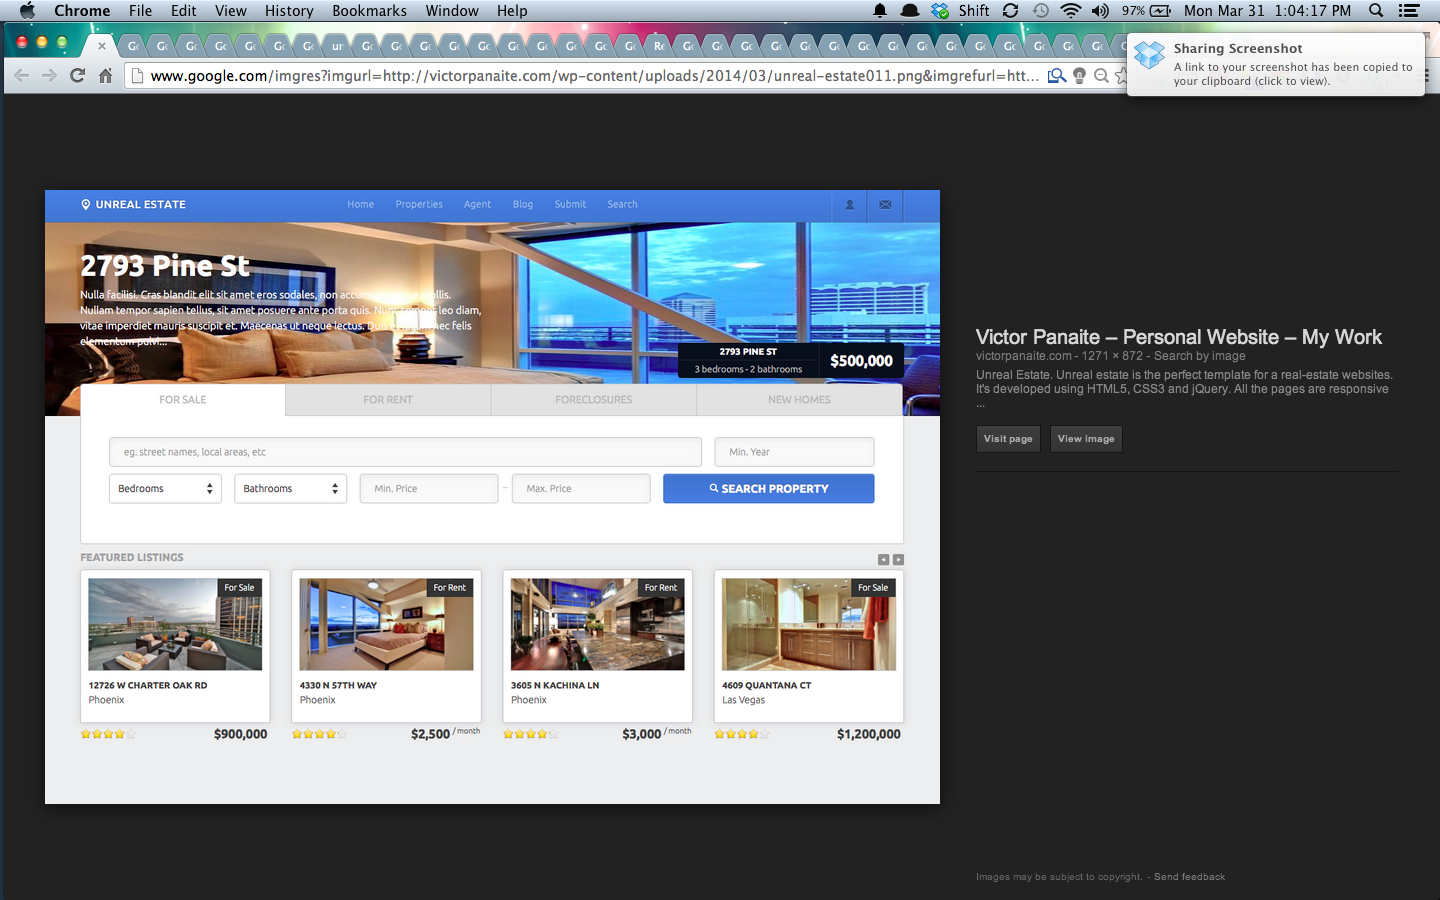 Chrome File Edit View History Bookmarks Window Help Shift 97% Mon Mar 31 1:04:17 PM
Sharing Screenshot
A link to your screenshot has been copied to
your clipboard (click to view).
www.google.com/imgres?imgurl=http://victorpanaite.com/wp-content/uploads/2014/03/unreal-estate011.png&imgrefurl=htt...
UNREAL ESTATE Home Properties Agent Blog Submit Search
2793 Pine St
Nulla facilisi. Cras blandit elit sit amet eros sodales, non
Nullam tempor sapien tellus, sit amet posuere ante porta quis. leo diam,
vitae imperdiet mauris suscipit et. Maecenas ut neque lectus. nec felis
elementum pulvi...
2793 PINE ST
3 bedrooms - 2 bathrooms
$500,000
FOR SALE FOR RENT FORECLOSURES NEW HOMES
eg. street names, local areas, etc Min. Year
Bedrooms Bathrooms Min. Price – Max. Price SEARCH PROPERTY
FEATURED LISTINGS
For Sale For Rent For Rent For Sale
12726 W CHARTER OAK RD 4330 N 57TH WAY 3605 N KACHINA LN 4609 QUANTANA CT
Phoenix Phoenix Phoenix Las Vegas
$900,000 $2,500 / month $3,000 / month $1,200,000
Victor Panaite – Personal Website – My Work
victorpanaite.com - 1271 × 872 - Search by image
Unreal Estate. Unreal estate is the perfect template for a real-estate websites.
It's developed using HTML5, CSS3 and jQuery. All the pages are responsive
...
Visit page View image
Images may be subject to copyright. - Send feedback